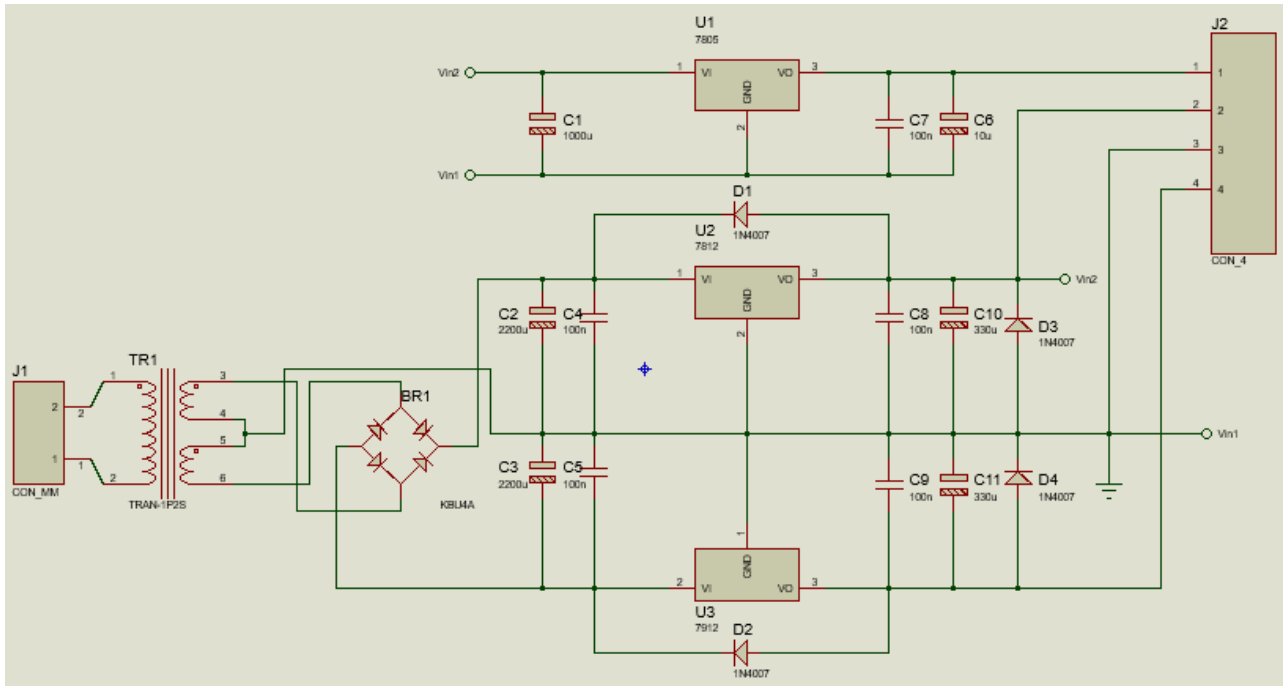 U1
7805
J2
Vin2
1
VI
VO
3
1
1
GND
2
C1
1000u
C7
100n
C6
10u
2
2
3
3
4
4
CON_4
Vin1
D1
1N4007
U2
7812
1
VI
VO
3
GND
2
Vin2
C2
2200u
C4
100n
C8
100n
C10
330u
D3
1N4007
J1
2
2
1
1
CON_MM
TR1
1
2
3
4
5
6
TRAN-1P2S
BR1
KBU4A
Vin1
C3
2200u
C5
100n
C9
100n
C11
330u
D4
1N4007
1
GND
2
VI
VO
3
U3
7912
D2
1N4007